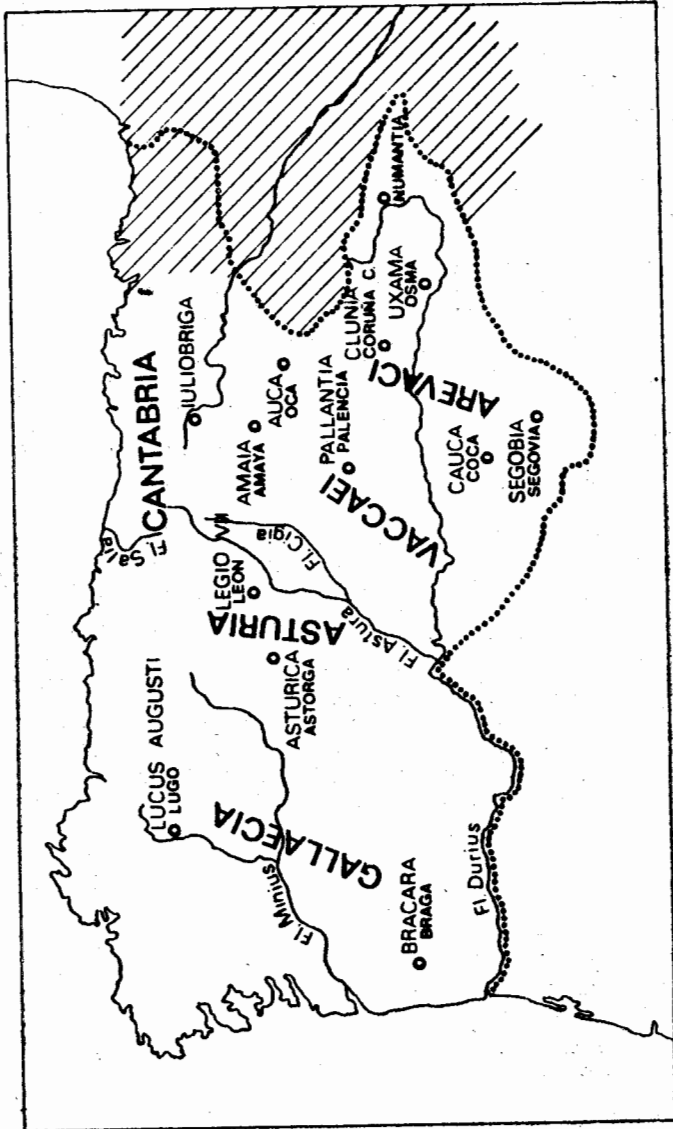 CANTABRIA
IULIOBRIGA
Fl. Salia
LUCUS AUGUSTI
LUGO
GALLAECIA
Fl. Minius
BRACARA
BRAGA
Fl. Durius
ASTURICA
ASTORGA
ASTURIA
LEGIO VII
LEON
Fl. Cigia
Fl. Astura
AMAIA
AMAYA
AUCA
OCA
PALLANTIA
PALENCIA
VACCAEI
CLUNIA
CORUÑA C.
UXAMA
OSMA
NUMANTIA
AREVACI
CAUCA
COCA
SEGOBIA
SEGOVIA